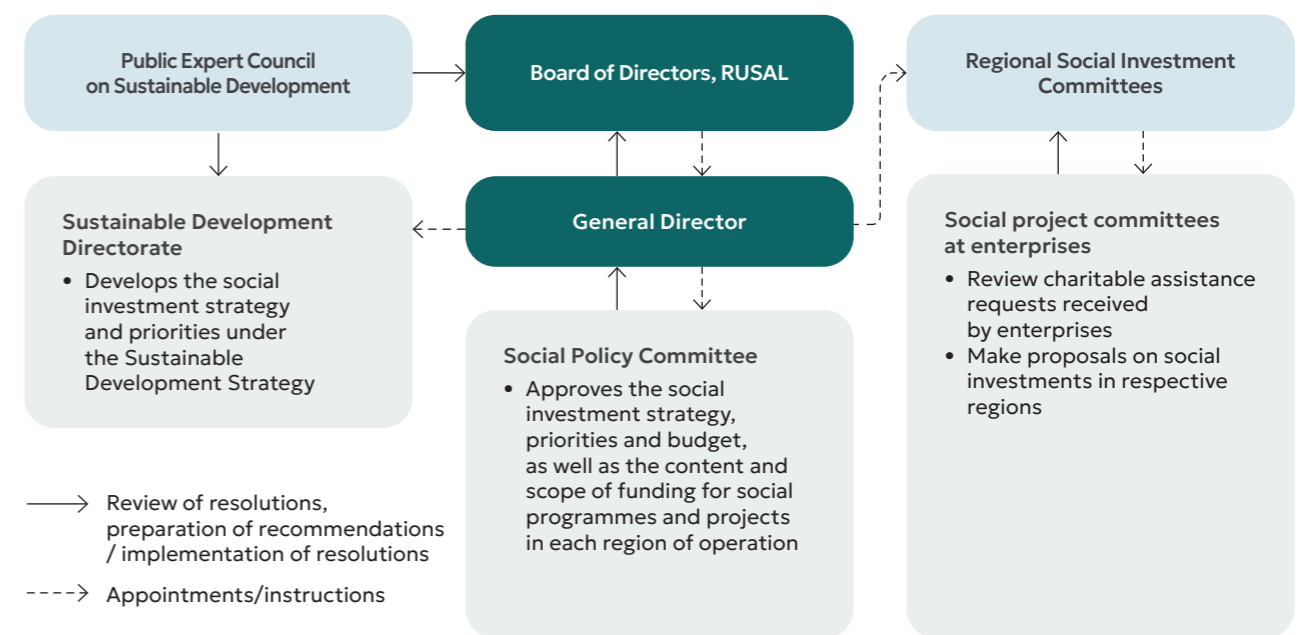 Public Expert Council
on Sustainable Development
Board of Directors, RUSAL
Regional Social Investment
Committees
Sustainable Development
Directorate
• Develops the social
investment strategy
and priorities under
the Sustainable
Development Strategy
General Director
Social Policy Committee
• Approves the social
investment strategy,
priorities and budget,
as well as the content and
scope of funding for social
programmes and projects
in each region of operation
Social project committees
at enterprises
• Review charitable assistance
requests received
by enterprises
• Make proposals on social
investments in respective
regions
Review of resolutions,
preparation of recommendations
/ implementation of resolutions
Appointments/instructions